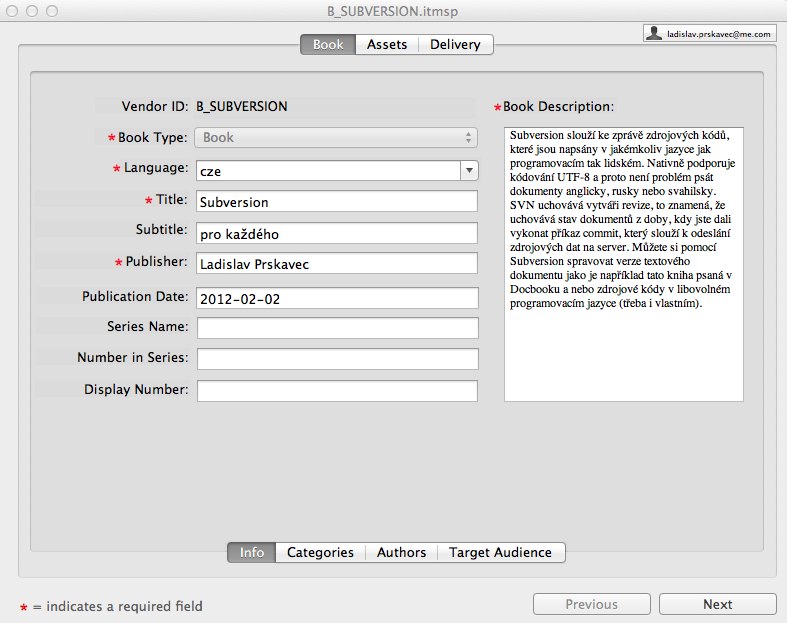 B_SUBVERSION.itmsp
ladislav.prskavec@me.com
Book Assets Delivery
Vendor ID: B_SUBVERSION
*Book Type: Book
*Language: cze
*Title: Subversion
Subtitle: pro každého
*Publisher: Ladislav Prskavec
Publication Date: 2012-02-02
Series Name:
Number in Series:
Display Number:
*Book Description:
Subversion slouží ke zprávě zdrojových kódů,
které jsou napsány v jakémkoliv jazyce jak
programovacím tak lidském. Nativně podporuje
kódování UTF-8 a proto není problém psát
dokumenty anglicky, rusky nebo svahilsky.
SVN uchovává vytváři revize, to znamená, že
uchovává stav dokumentů z doby, kdy jste dali
vykonat příkaz commit, který slouží k odeslání
zdrojových dat na server. Můžete si pomocí
Subversion spravovat verze textového
dokumentu jako je například tato kniha psaná v
Docbooku a nebo zdrojové kódy v libovolném
programovacím jazyce (třeba i vlastním).
Info Categories Authors Target Audience
* = indicates a required field
Previous Next